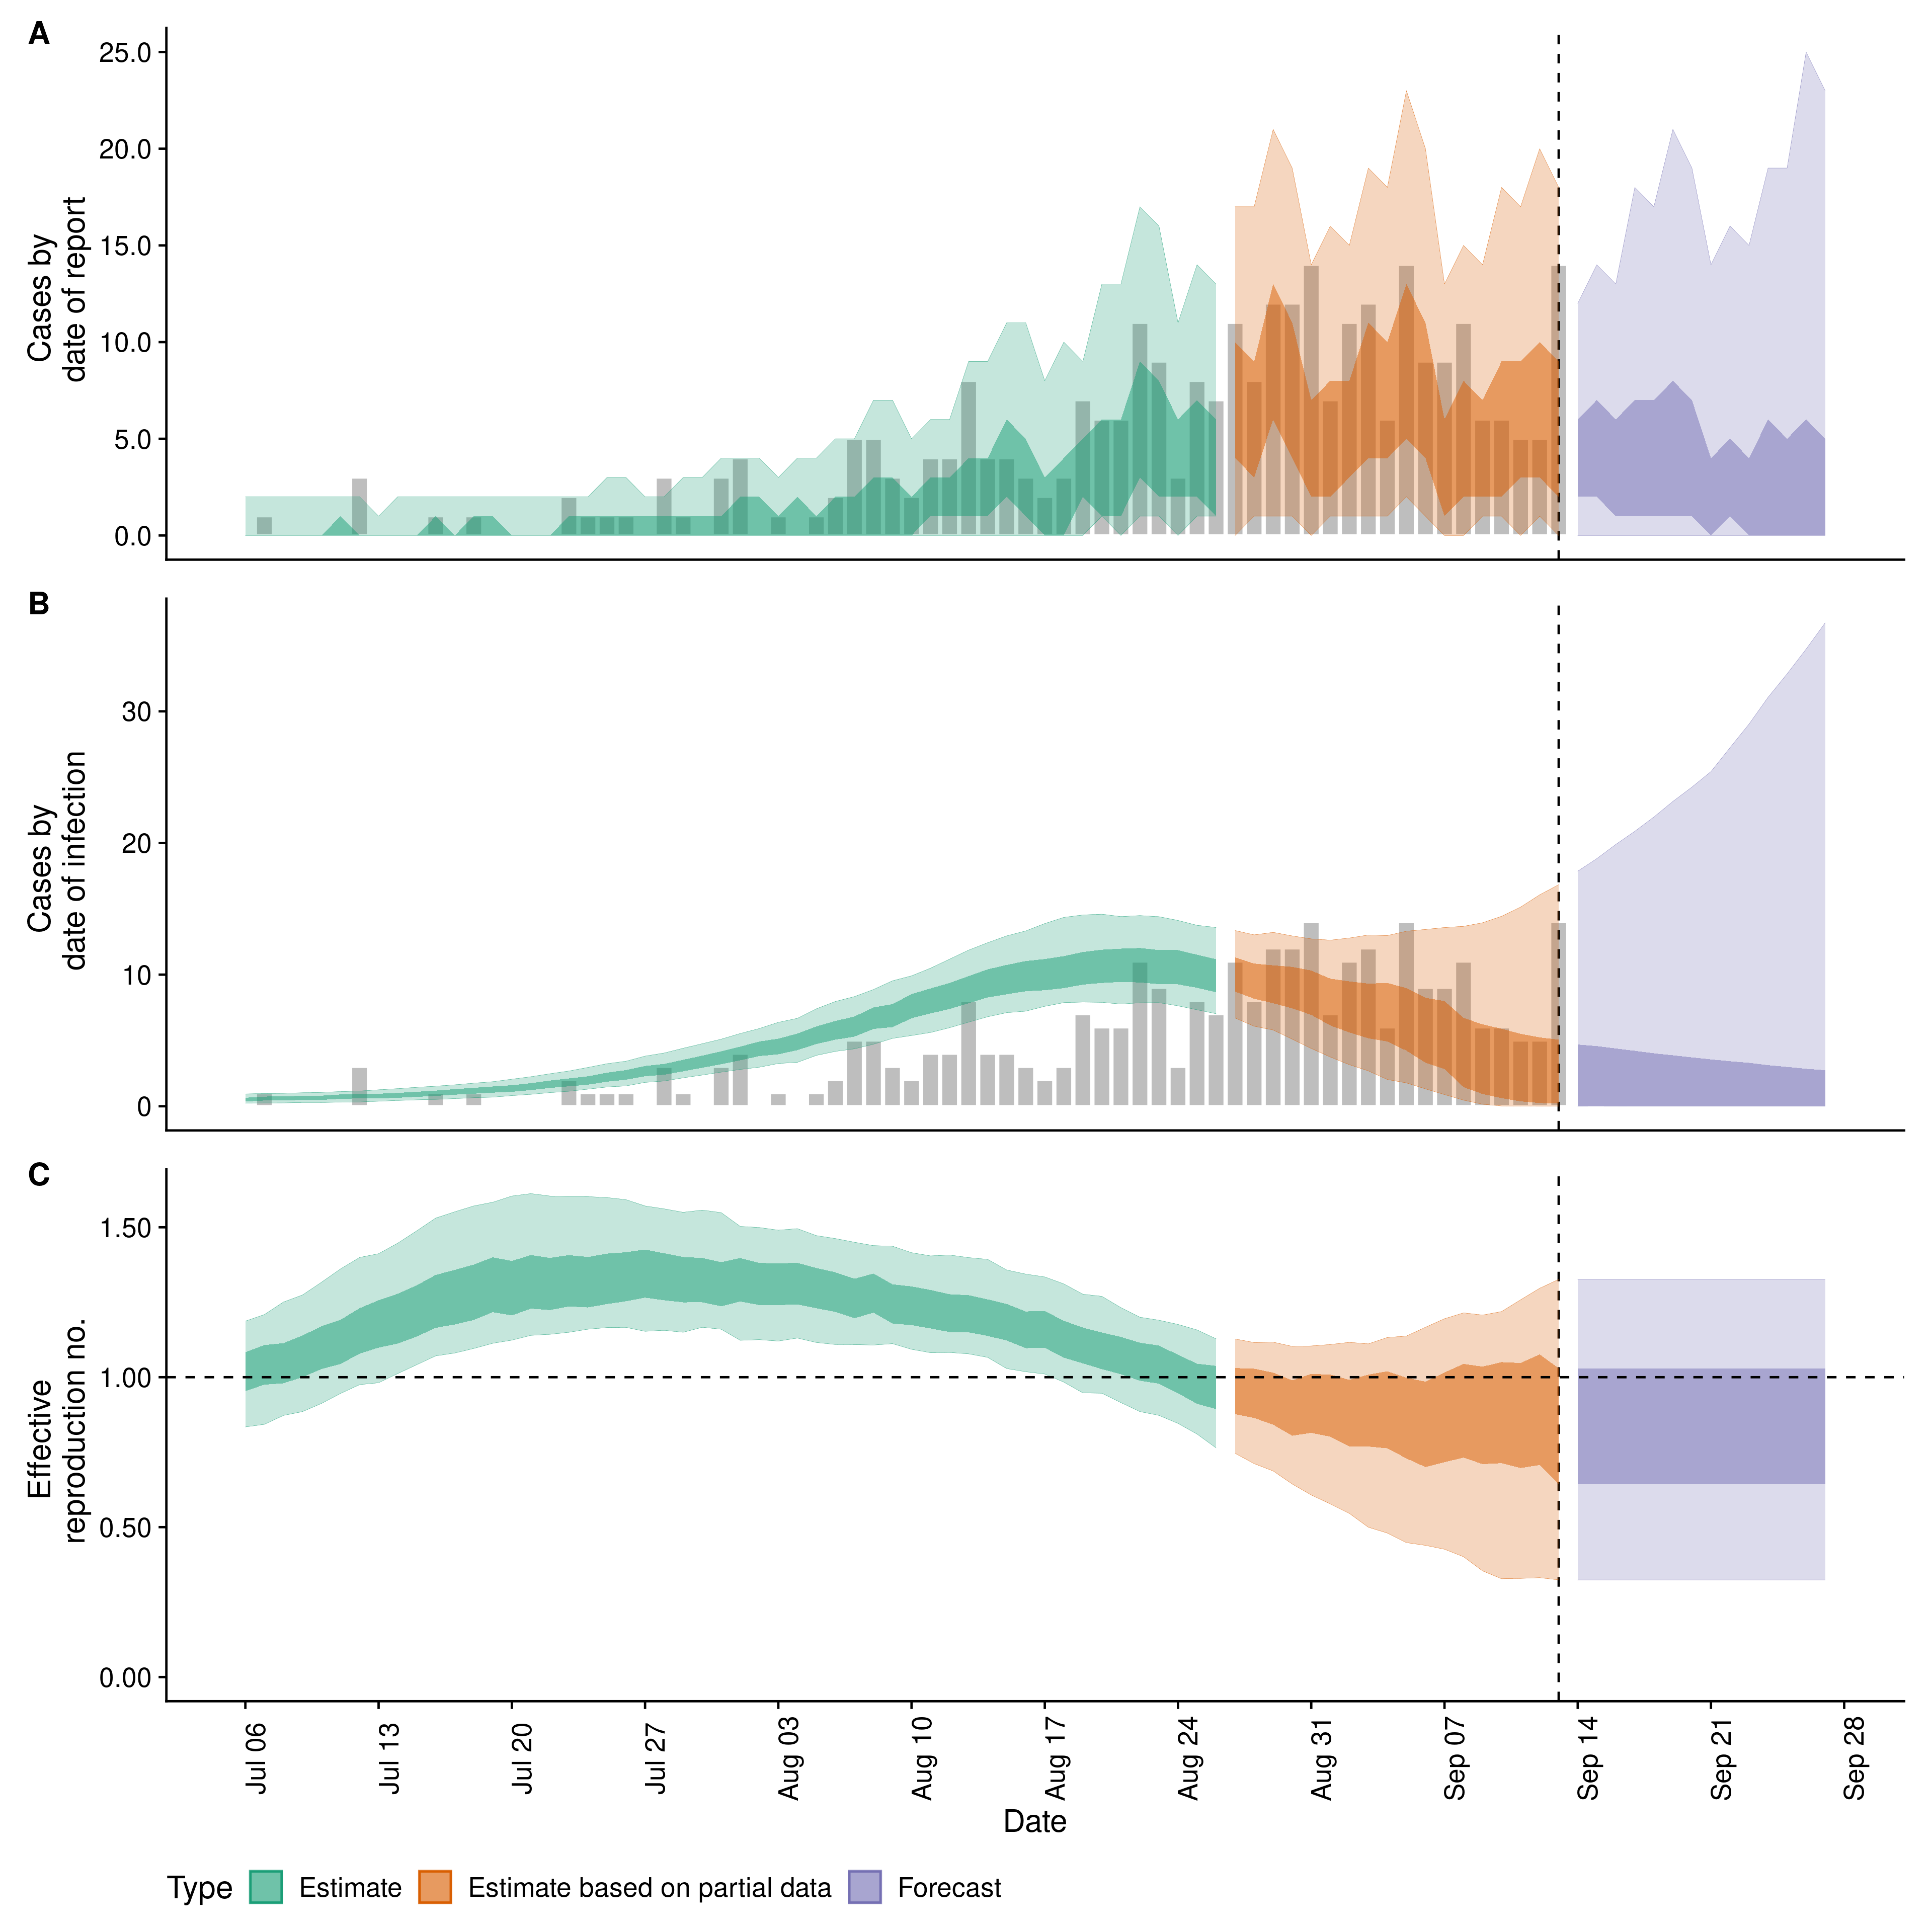 A
25.0
20.0
15.0
10.0
5.0
0.0
Cases by
date of report
B
30
20
10
0
Cases by
date of infection
C
1.50
1.00
0.50
0.00
Effective
reproduction no.
Jul 06
Jul 13
Jul 20
Jul 27
Aug 03
Aug 10
Aug 17
Aug 24
Aug 31
Sep 07
Sep 14
Sep 21
Sep 28
Date
Type Estimate Estimate based on partial data Forecast